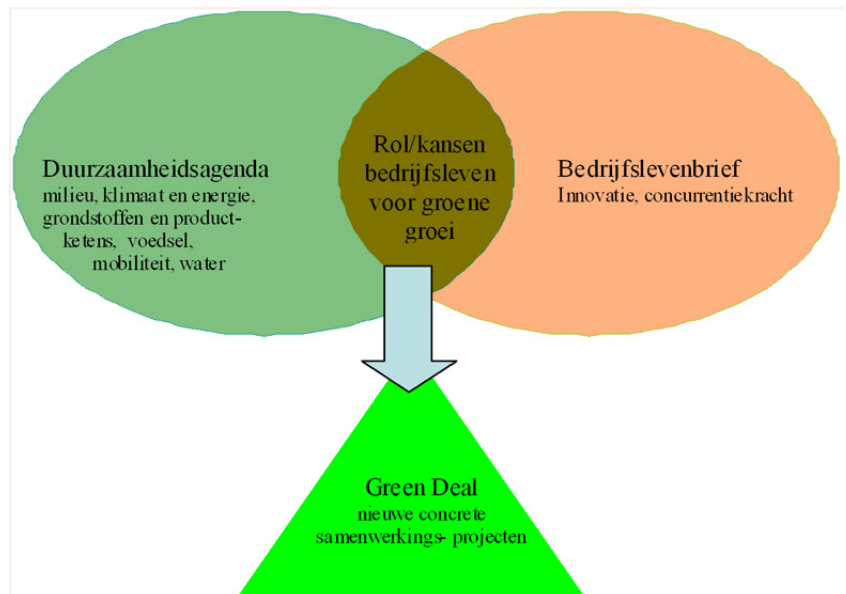 Duurzaamheidsagenda
milieu, klimaat en energie,
grondstoffen en product-
ketens, voedsel,
mobiliteit, water
Rol/kansen
bedrijfsleven
voor groene
groei
Bedrijfslevenbrief
Innovatie, concurrentiekracht
Green Deal
nieuwe concrete
samenwerkings- projecten